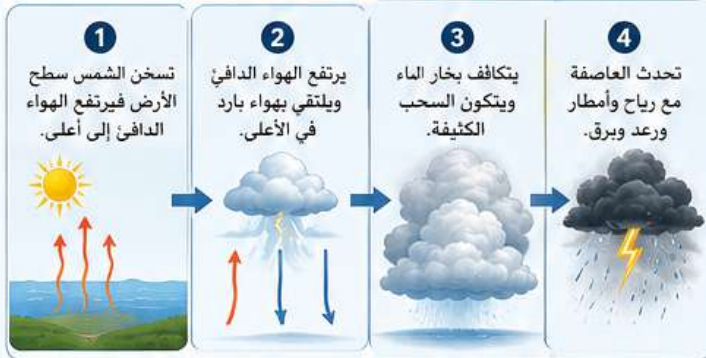 1
تسخن الشمس سطح
الأرض فيرتفع الهواء
الدافئ إلى أعلى.
2
يرتفع الهواء الدافئ
ويلتقي بهواء بارد
في الأعلى.
3
يتكافف بخار الماء
ويتكون السحب
الكثيفة.
4
تحدث العاصفة
مع رياح وأمطار
ورعد وبرق.